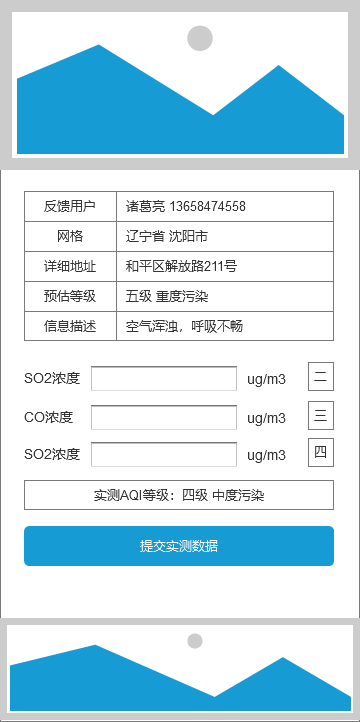 反馈用户 诸葛亮 13658474558
网格 辽宁省 沈阳市
详细地址 和平区解放路211号
预估等级 五级 重度污染
信息描述 空气浑浊，呼吸不畅
SO2浓度 ug/m3 二
CO浓度 ug/m3 三
SO2浓度 ug/m3 四
实测AQI等级：四级 中度污染
提交实测数据